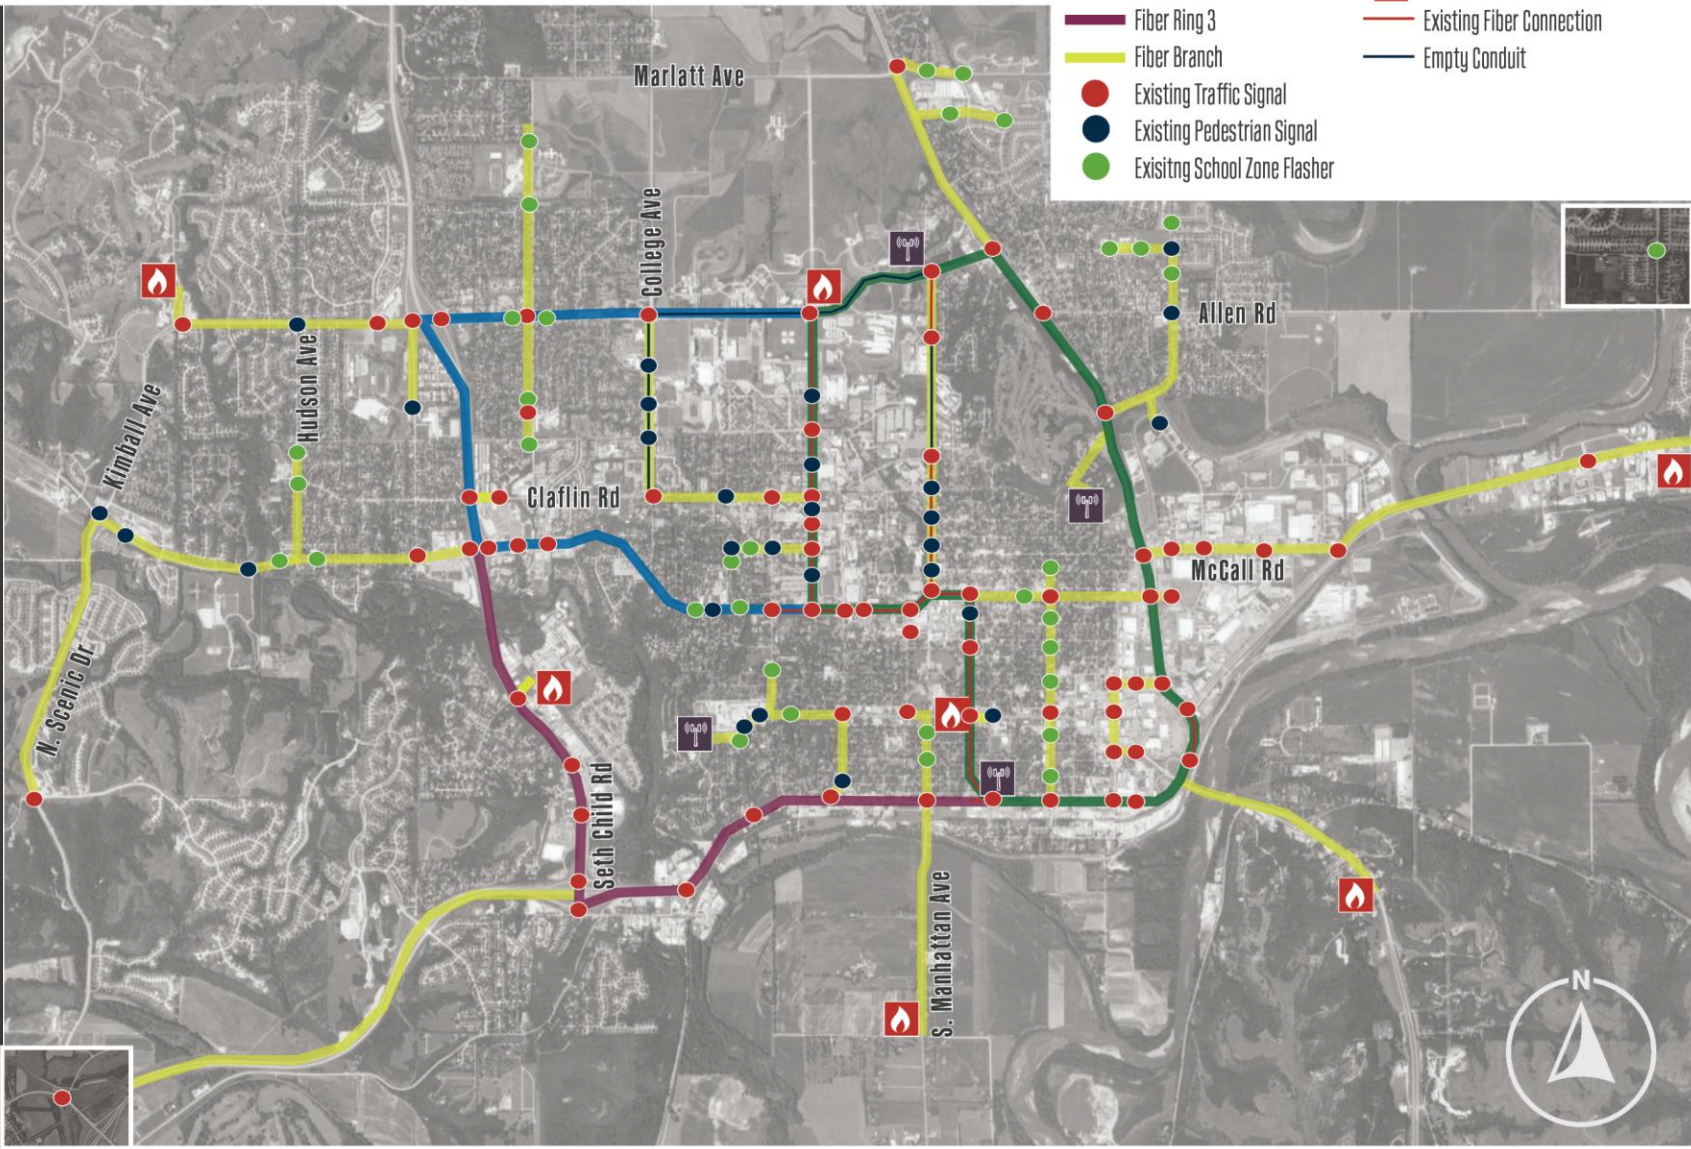 Fiber Ring 3
Existing Fiber Connection
Fiber Branch
Empty Conduit
Marlatt Ave
Existing Traffic Signal
Existing Pedestrian Signal
Exisitng School Zone Flasher
College Ave
Allen Rd
Hudson Ave
Kimball Ave
Claflin Rd
McCall Rd
N. Scenic Dr
Seth Child Rd
S. Manhattan Ave
N